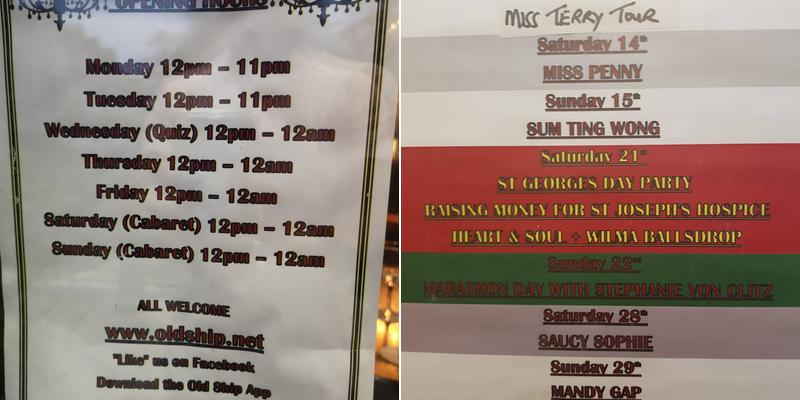 OPENING HOURS
Monday 12pm – 11pm
Tuesday 12pm – 11pm
Wednesday (Quiz) 12pm – 12am
Thursday 12pm – 12am
Friday 12pm – 12am
Saturday (Cabaret) 12pm – 12am
Sunday (Cabaret) 12pm – 12am
ALL WELCOME
www.oldship.net
"Like" us on Facebook
Download the Old Ship App
MISS TERRY TOUR
Saturday 14th
MISS PENNY
Sunday 15th
SUM TING WONG
Saturday 21st
ST GEORGES DAY PARTY
RAISING MONEY FOR ST JOSEPH'S HOSPICE
HEART & SOUL + WILMA BALLSDROP
Sunday 22nd
MARATHON DAY WITH STEPHANIE VON CLITZ
Saturday 28th
SAUCY SOPHIE
Sunday 29th
MANDY GAP